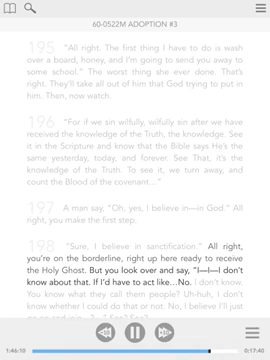 60-0522M ADOPTION #3
195 "All right. The first thing I have to do is wash
over a board, honey, and I'm going to send you away to
some school." The worst thing she ever done. That's
right. They'll take all out of him that God trying to put in
him. Then, now watch.
196 "For if we sin wilfully, wilfully sin after we have
received the knowledge of the Truth, the knowledge. See
it in the Scripture and know that the Bible says He's the
same yesterday, today, and forever. See That, it's the
knowledge of the Truth. To see it, we turn away, and
count the Blood of the covenant..."
197 A man say, "Oh, yes, I believe in—in God." All
right, you make the first step.
198 "Sure, I believe in sanctification." All right,
you're on the borderline, right up here ready to receive
the Holy Ghost. But you look over and say, "I—I—I don't
know about that. If I'd have to act like...No. I don't know.
You know what they call them people? Uh-huh, I don't
know whether I could do that or not. No, I believe I'll just
1:46:10
0:17:40